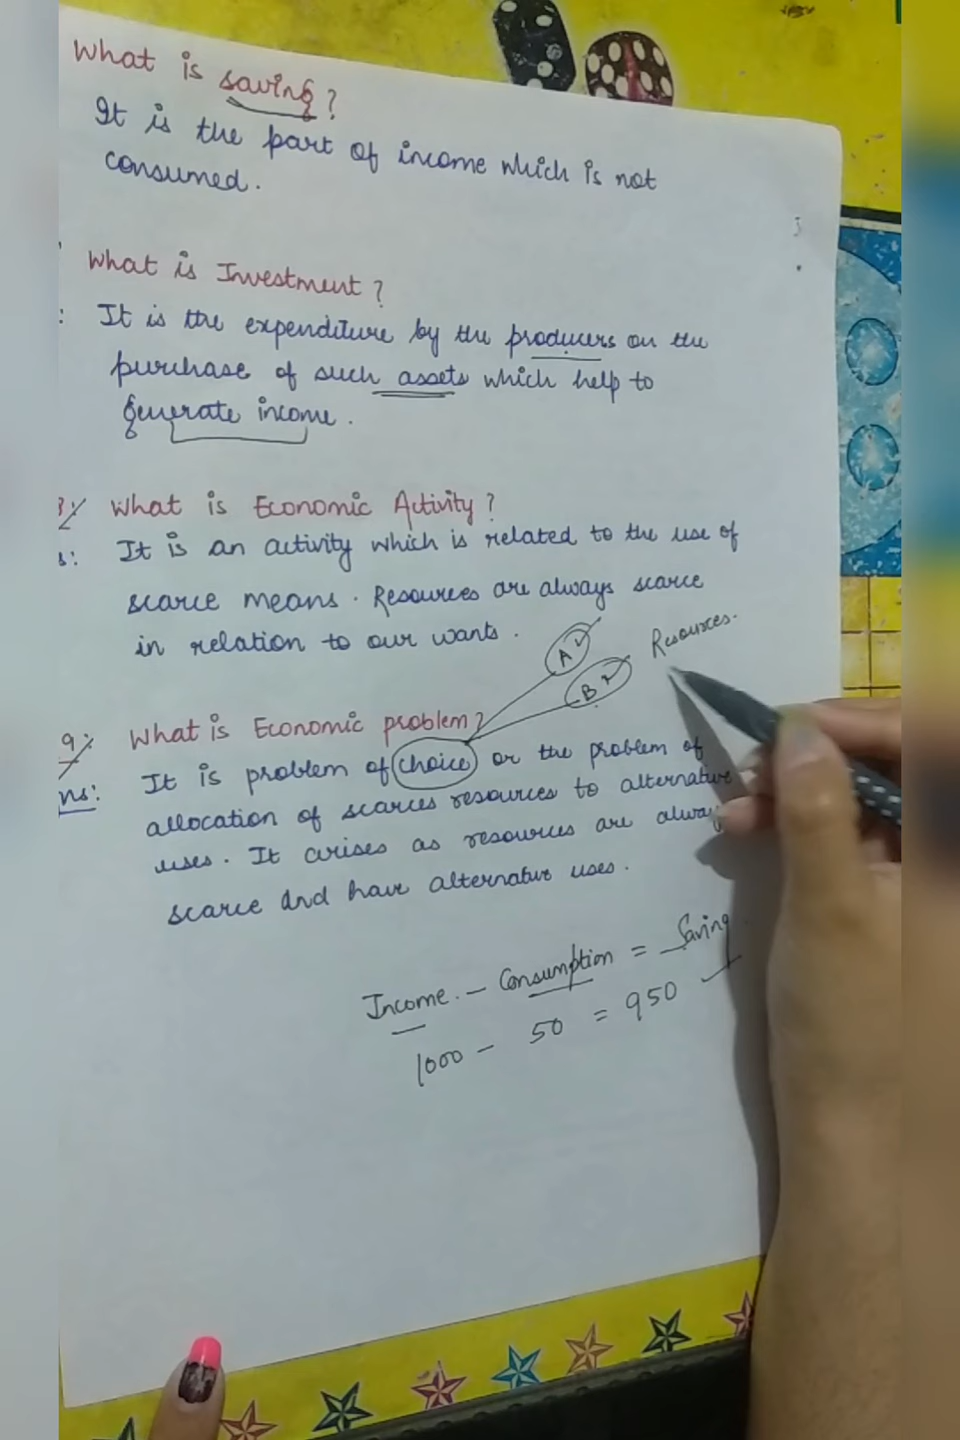 What is saving?
It is the part of income which is not
consumed.
What is Investment?
: It is the expenditure by the producers on the
purchase of such assets which help to
generate income.
What is Economic Activity?
s: It is an activity which is related to the use of
scarce means. Resources are always scarce
in relation to our wants.
A
B
Resources.
9:
What is Economic problem?
ns: It is problem of choice or the problem of
allocation of scarces resources to alternative
uses. It arises as resources are alway
scarce and have alternative uses.
Income. - Consumption = Saving.
1000 - 50 = 950